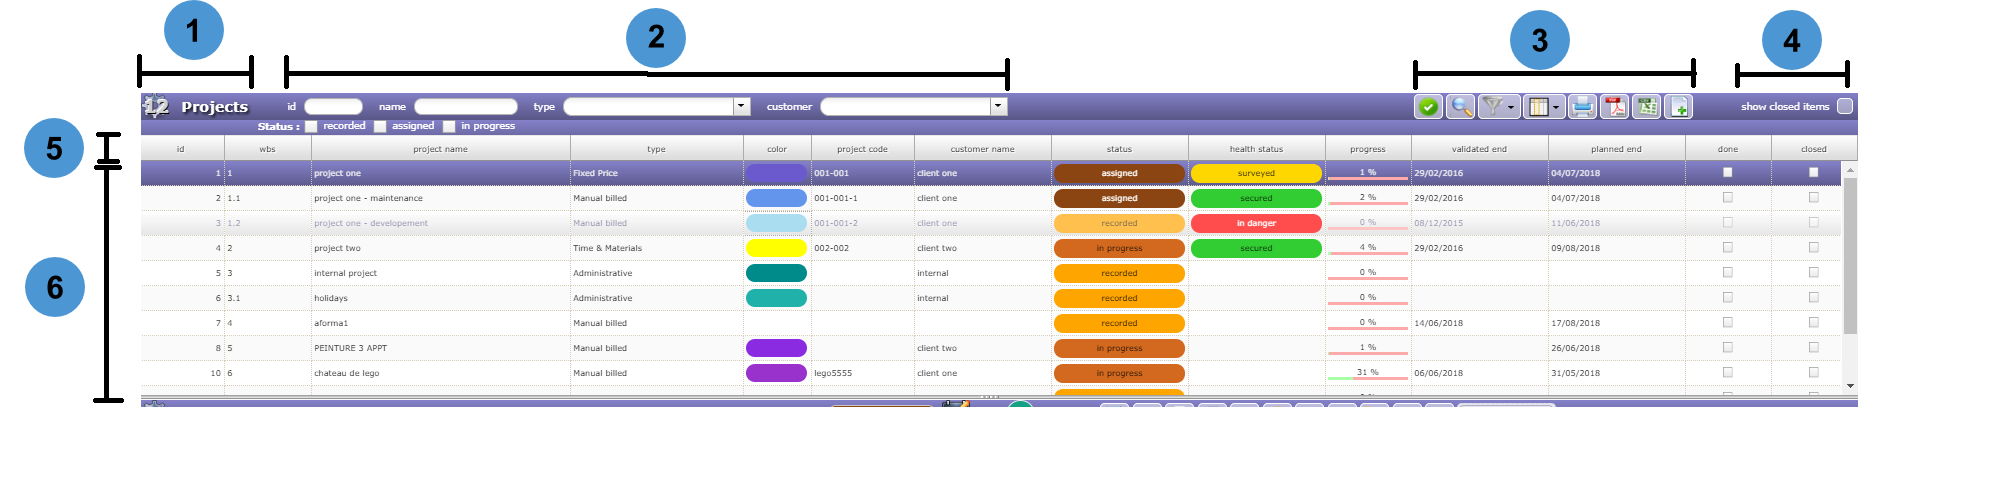 1
2
3
4
12 Projects id name type customer show closed items
Status : recorded assigned in progress
5
id wbs project name type color project code customer name status health status progress validated end planned end done closed
1 1 project one Fixed Price 001-001 client one assigned surveyed 1 % 29/02/2016 04/07/2018
2 1.1 project one - maintenance Manual billed 001-001-1 client one assigned secured 2 % 29/02/2016 04/07/2018
3 1.2 project one - developement Manual billed 001-001-2 client one recorded in danger 0 % 08/12/2015 11/06/2018
4 2 project two Time & Materials 002-002 client two in progress secured 4 % 29/02/2016 09/08/2018
5 3 internal project Administrative internal recorded 0 %
6
6 3.1 holidays Administrative internal recorded 0 %
7 4 aforma1 Manual billed recorded 0 % 14/06/2018 17/08/2018
8 5 PEINTURE 3 APPT Manual billed client two in progress 1 % 26/06/2018
10 6 chateau de lego Manual billed lego5555 client one in progress 31 % 06/06/2018 31/05/2018